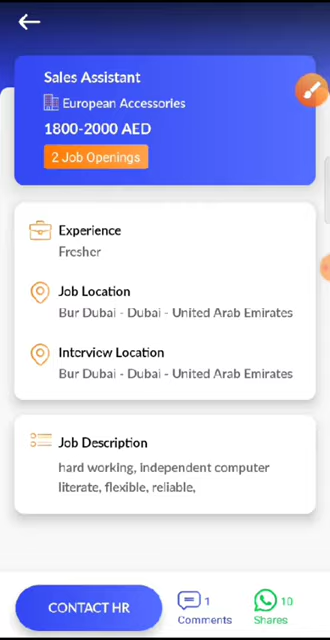 Sales Assistant
European Accessories
1800-2000 AED
2 Job Openings
Experience
Fresher
Job Location
Bur Dubai - Dubai - United Arab Emirates
Interview Location
Bur Dubai - Dubai - United Arab Emirates
Job Description
hard working, independent computer
literate, flexible, reliable,
CONTACT HR
1
Comments
10
Shares